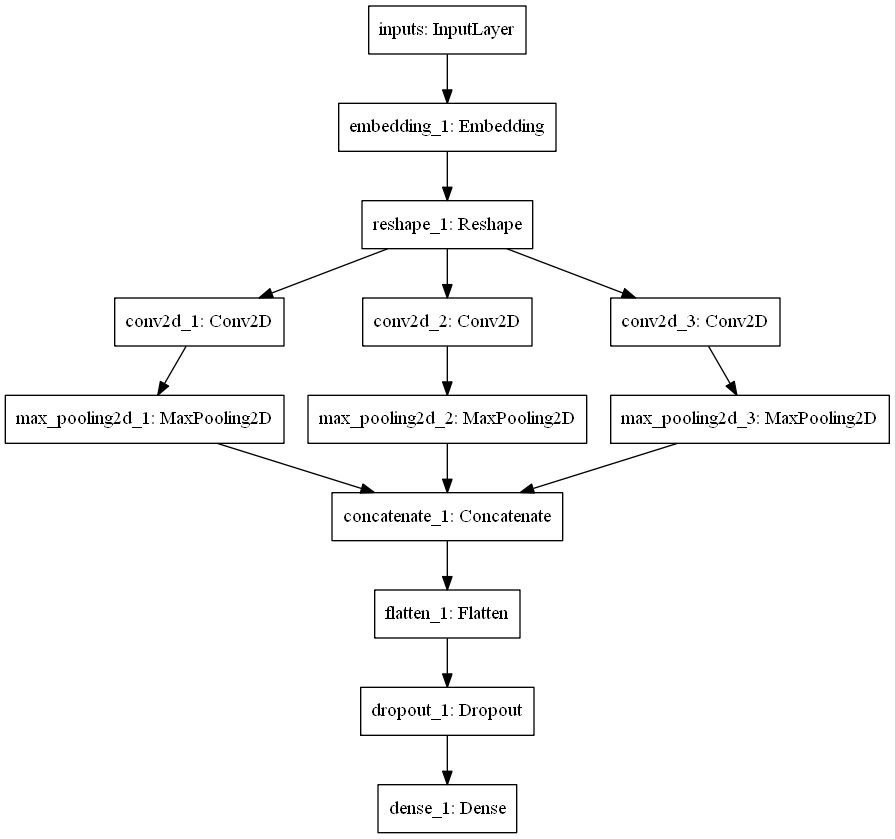 inputs: InputLayer
embedding_1: Embedding
reshape_1: Reshape
conv2d_1: Conv2D
conv2d_2: Conv2D
conv2d_3: Conv2D
max_pooling2d_1: MaxPooling2D
max_pooling2d_2: MaxPooling2D
max_pooling2d_3: MaxPooling2D
concatenate_1: Concatenate
flatten_1: Flatten
dropout_1: Dropout
dense_1: Dense